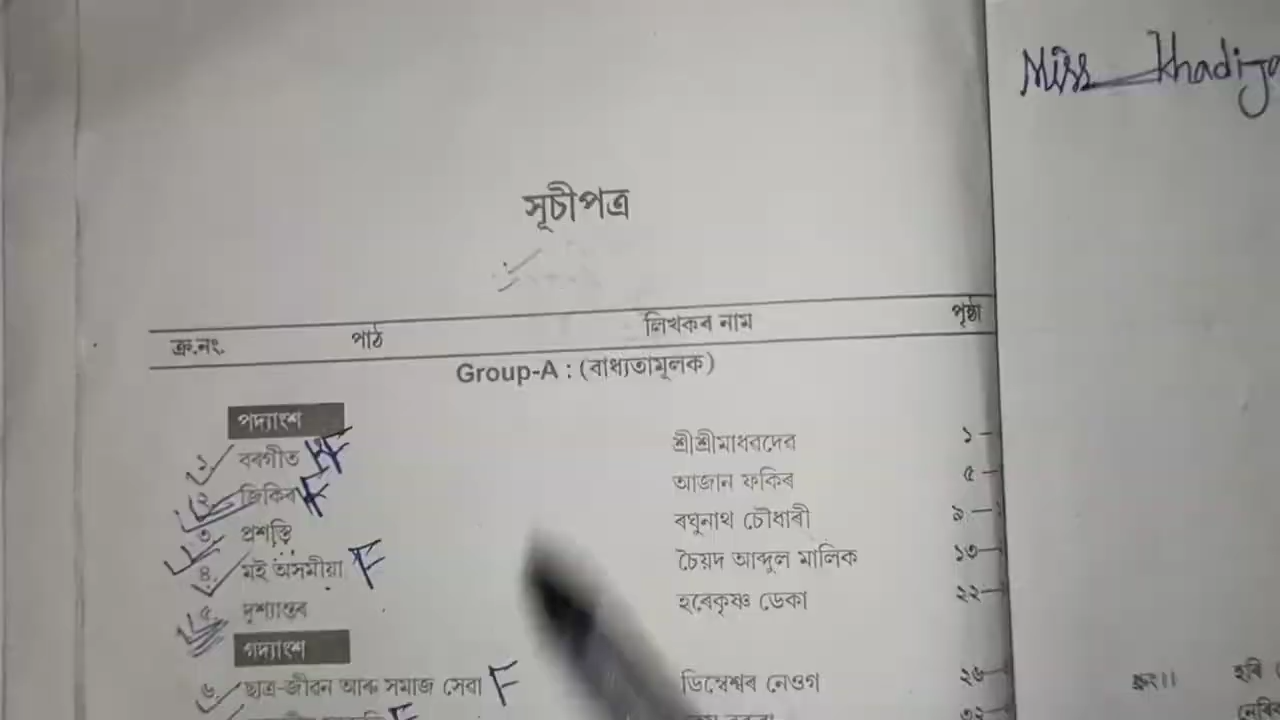 Miss Khadija
সূচীপত্ৰ
ক্ৰ.নং. পাঠ লিখকৰ নাম পৃষ্ঠা
Group-A : (বাধ্যতামূলক)
পদ্যাংশ
১ বৰগীত F শ্ৰীশ্ৰীমাধৱদেৱ ১
২ জিকিৰ F আজান ফকিৰ ৫
৩ প্ৰশস্তি ৰঘুনাথ চৌধাৰী ৯
৪. মই অসমীয়া F চৈয়দ আব্দুল মালিক ১৩
৫ দৃশ্যান্তৰ হৰেকৃষ্ণ ডেকা ২২
গদ্যাংশ
৬. ছাত্ৰ-জীৱন আৰু সমাজ সেৱা F ডিম্বেশ্বৰ নেওগ ২৬
F ৩২